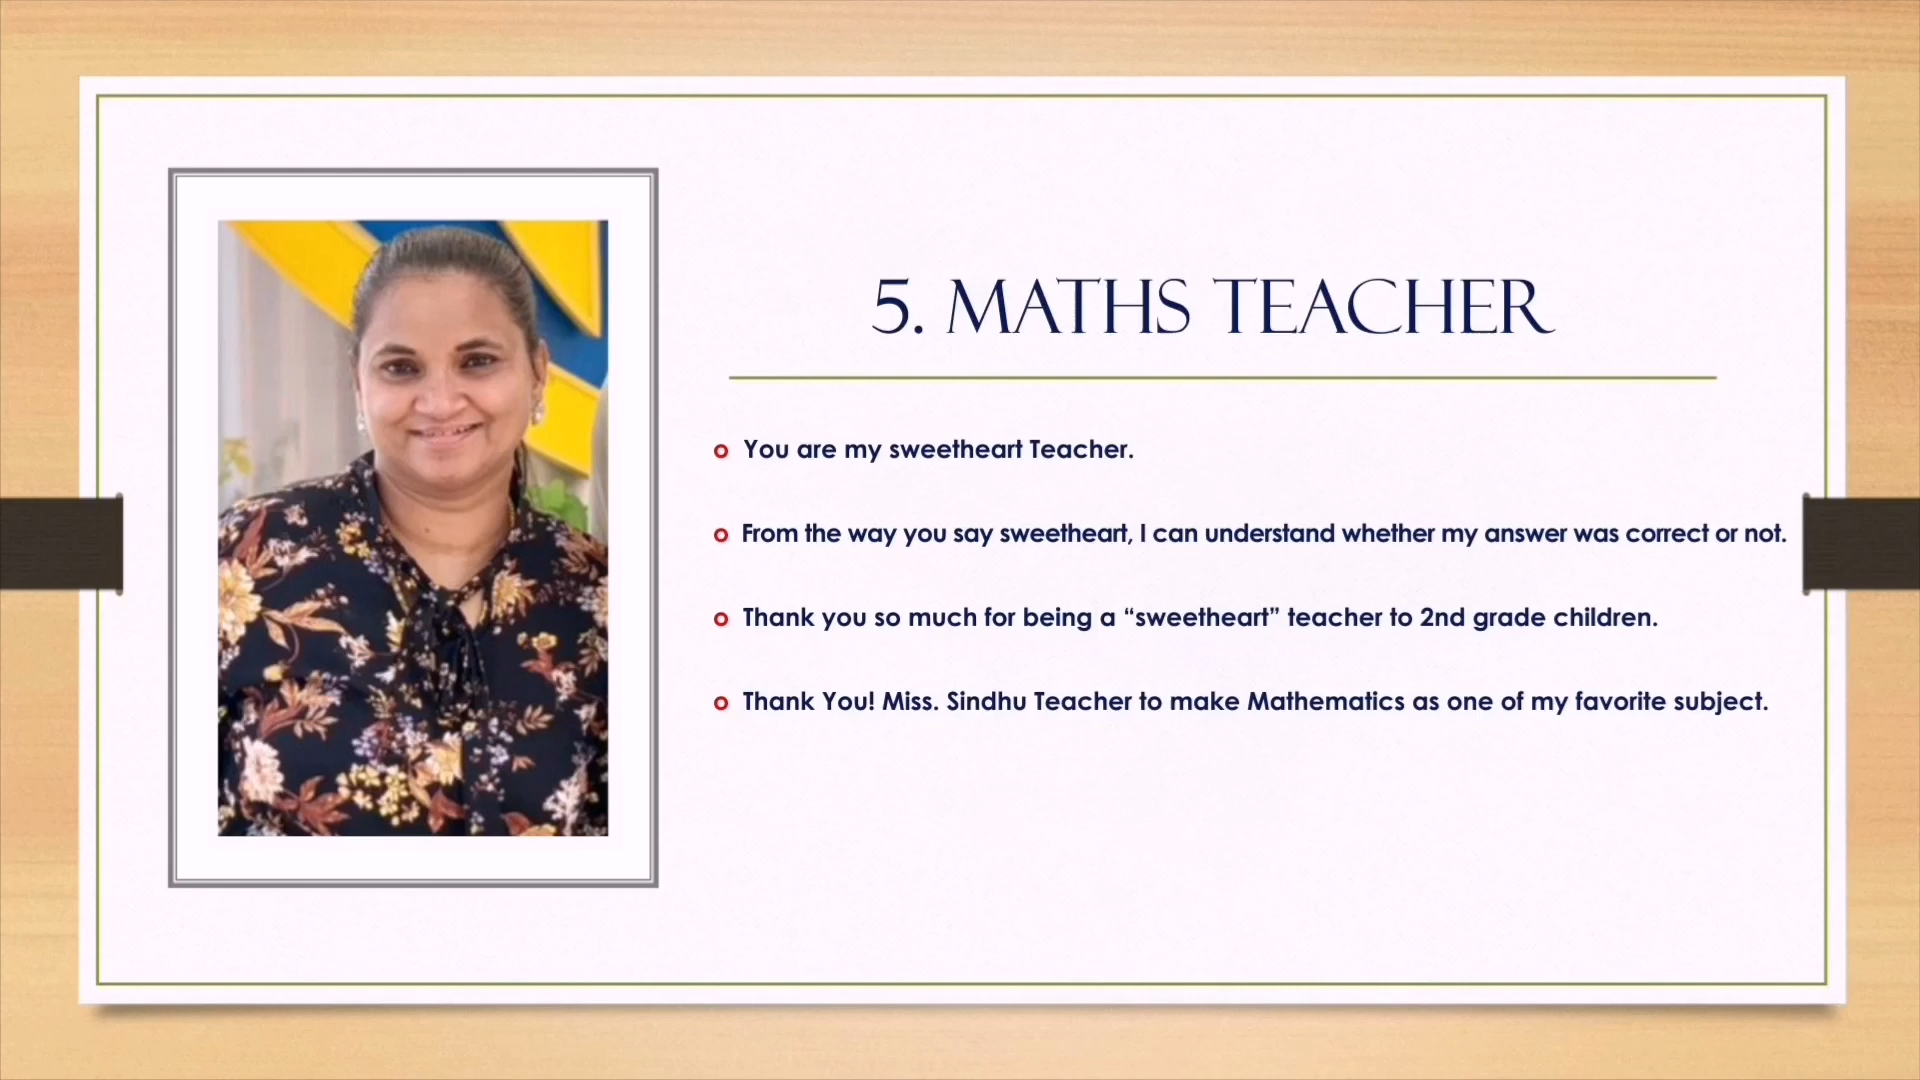 5. MATHS TEACHER
o You are my sweetheart Teacher.
o From the way you say sweetheart, I can understand whether my answer was correct or not.
o Thank you so much for being a “sweetheart” teacher to 2nd grade children.
o Thank You! Miss. Sindhu Teacher to make Mathematics as one of my favorite subject.